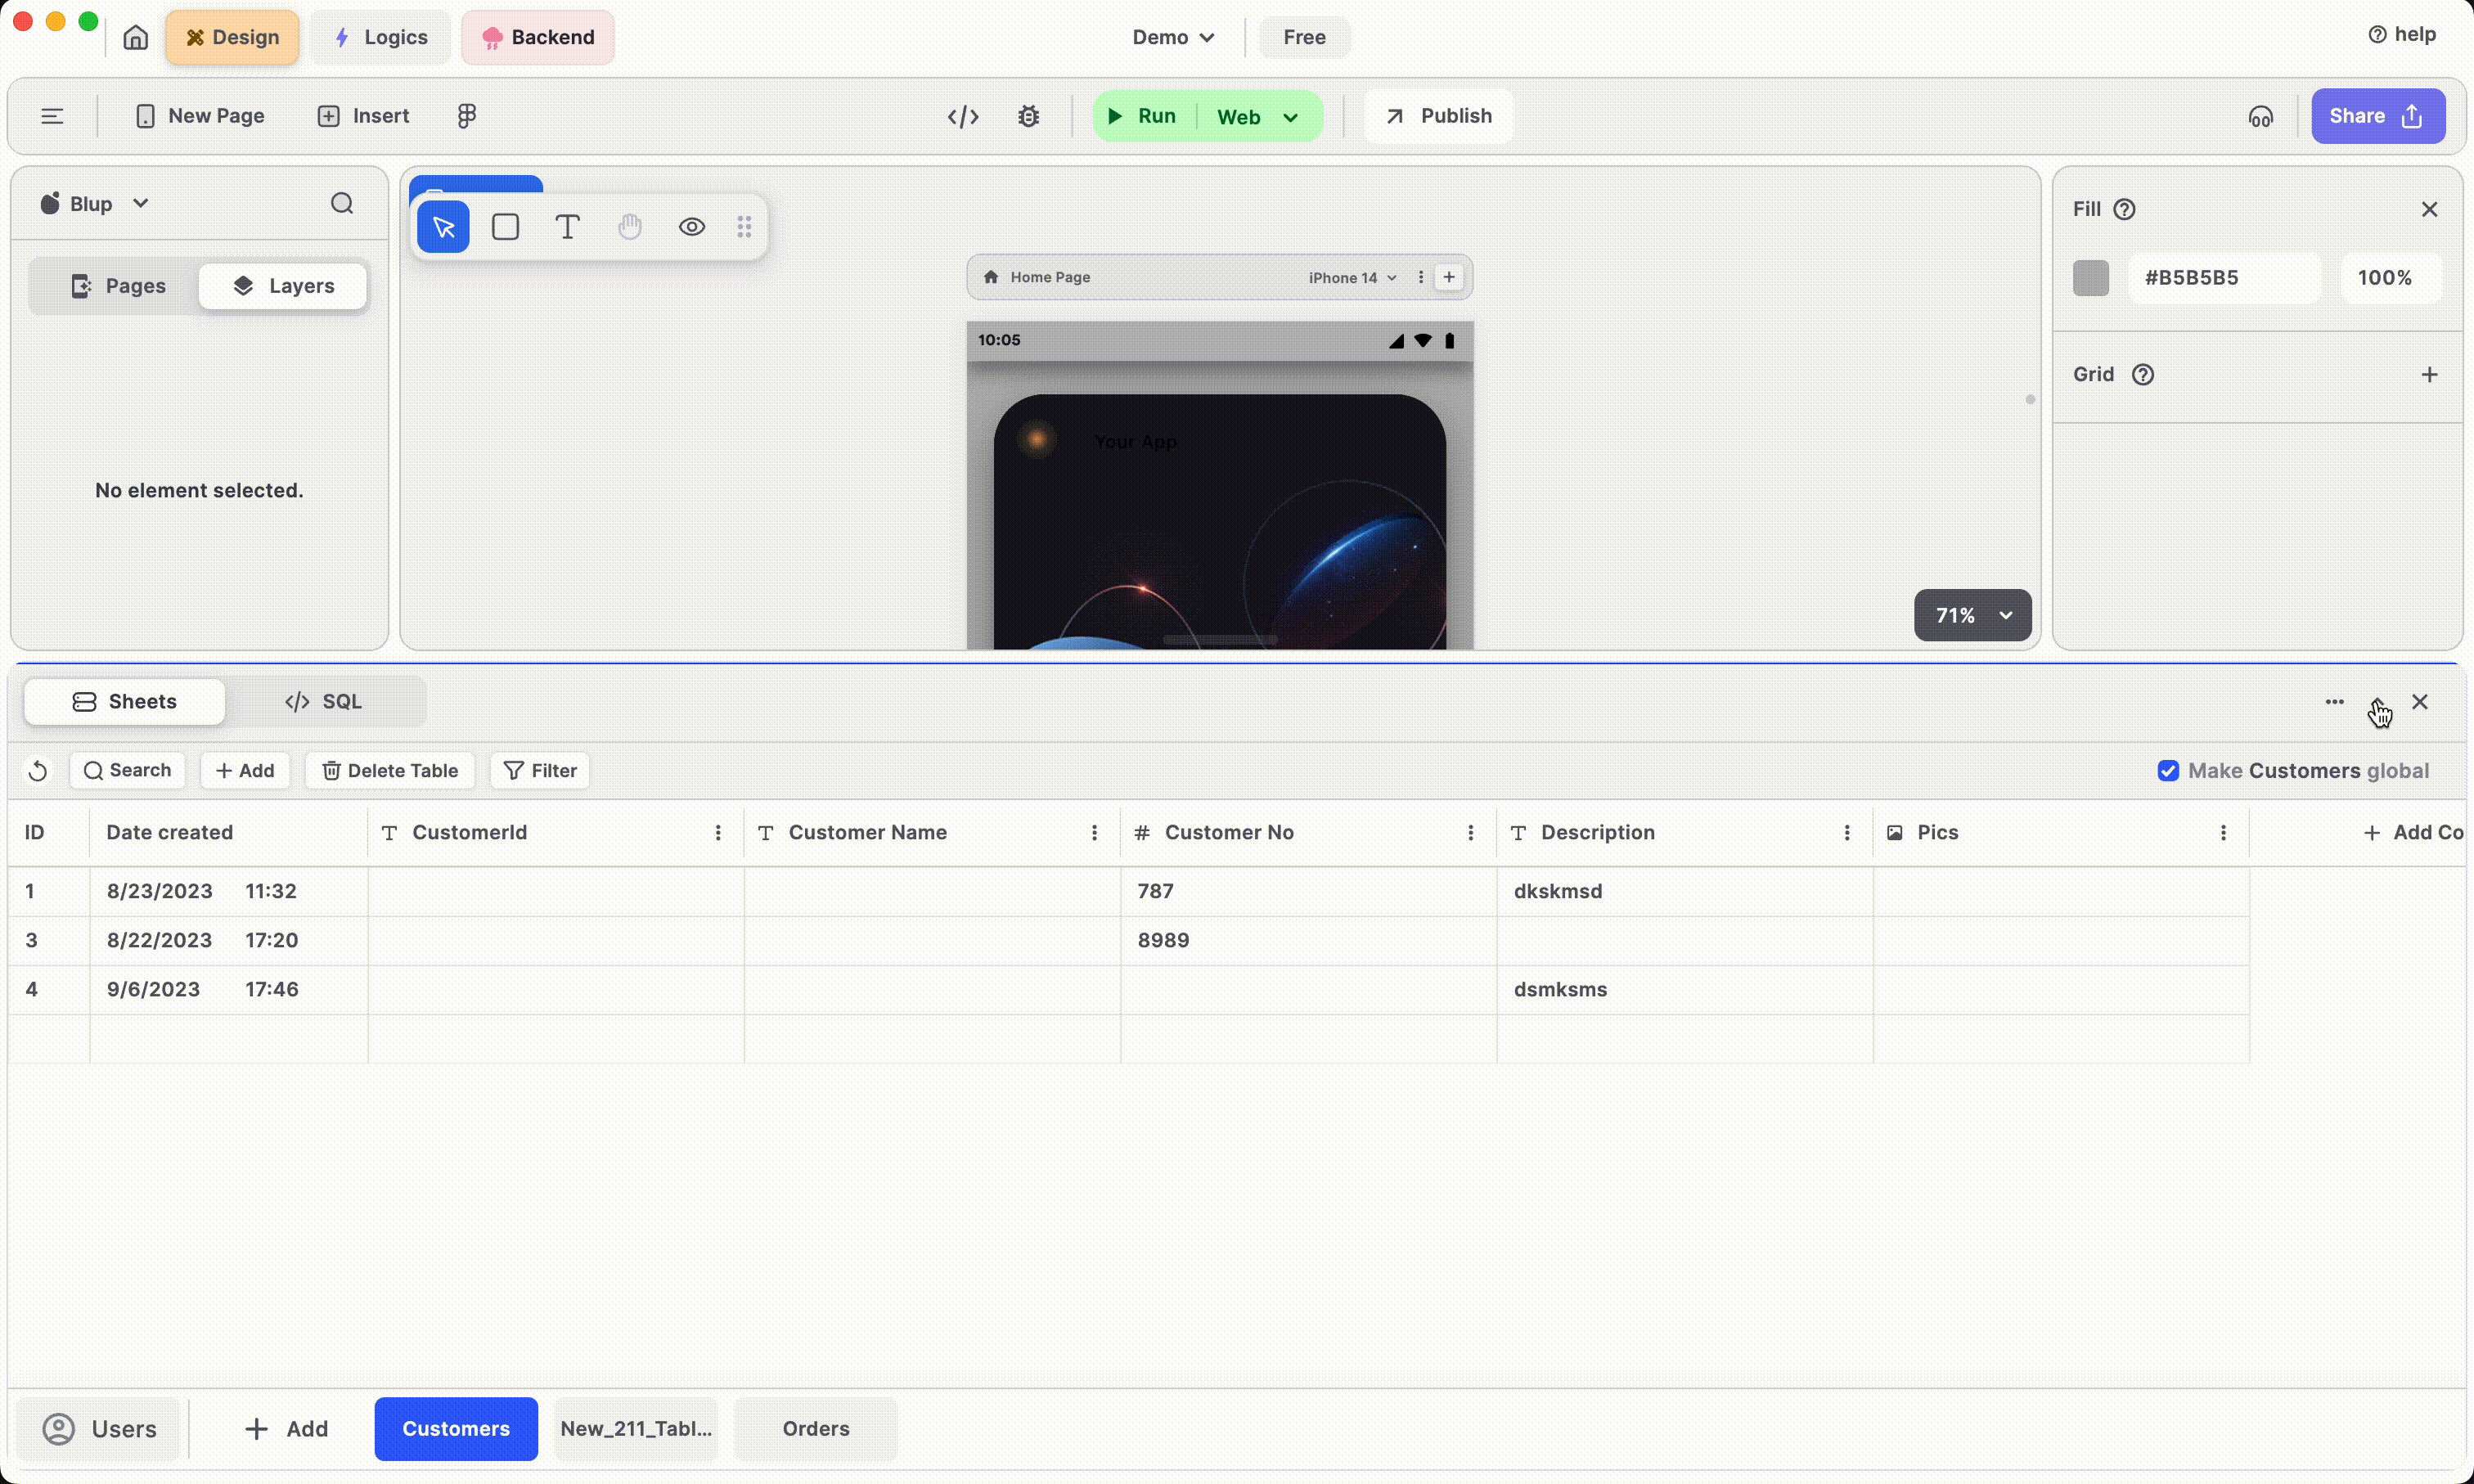 Design Logics Backend Demo Free help
New Page Insert Run Web Publish Share
Blup
Pages Layers
No element selected.
Home Page iPhone 14
10:05
Your App
71%
Fill
#B5B5B5 100%
Grid
Sheets SQL
Search Add Delete Table Filter Make Customers global
ID Date created CustomerId Customer Name # Customer No Description Pics Add Co
1 8/23/2023 11:32 787 dkskmsd
3 8/22/2023 17:20 8989
4 9/6/2023 17:46 dsmksms
Users Add Customers New_211_Tabl... Orders